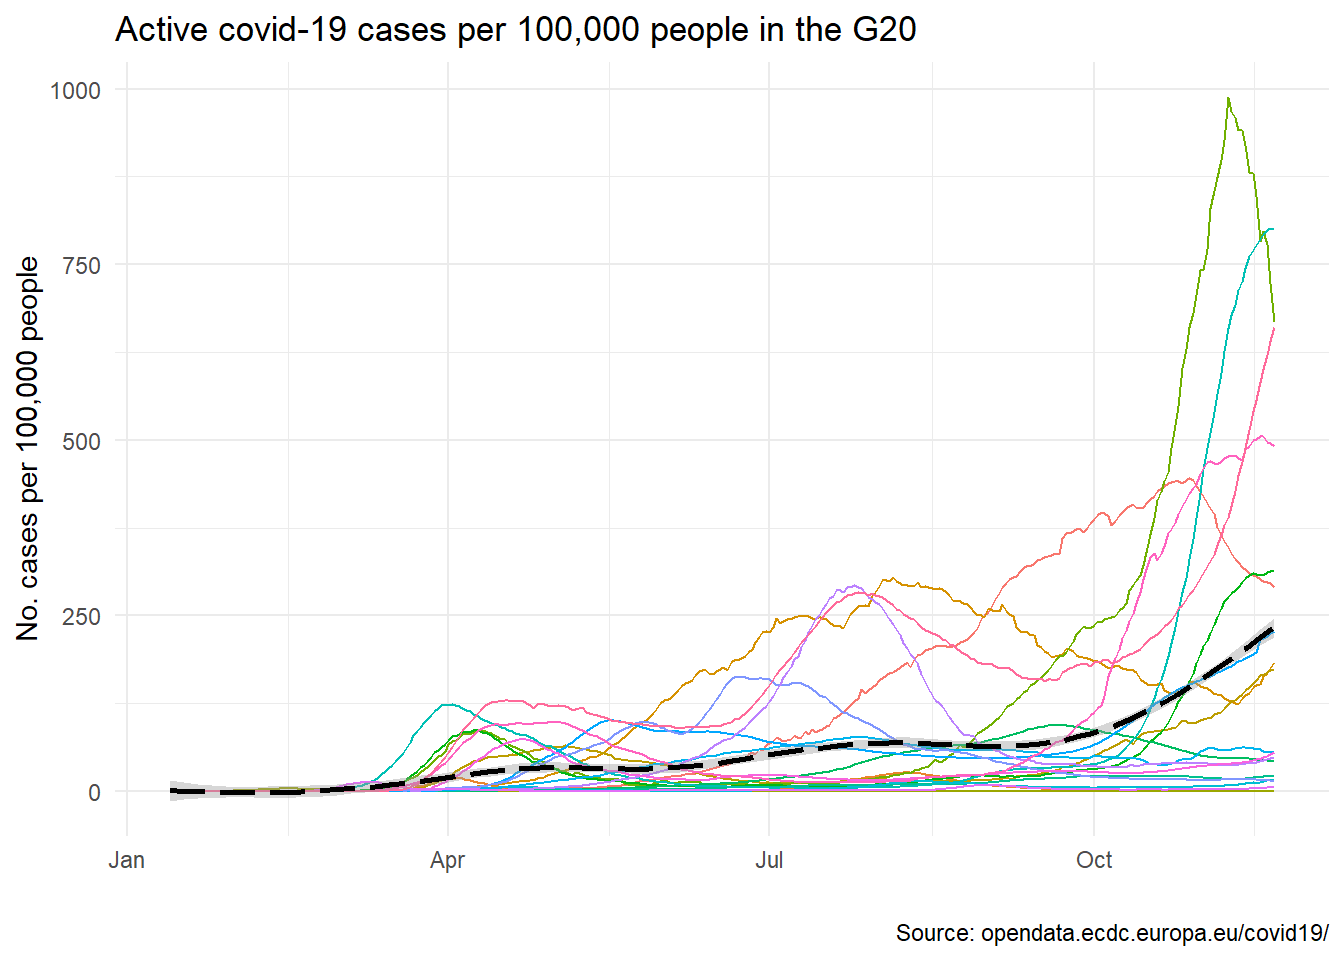 Active covid-19 cases per 100,000 people in the G20
No. cases per 100,000 people
1000
750
500
250
0
Jan Apr Jul Oct
Source: opendata.ecdc.europa.eu/covid19/